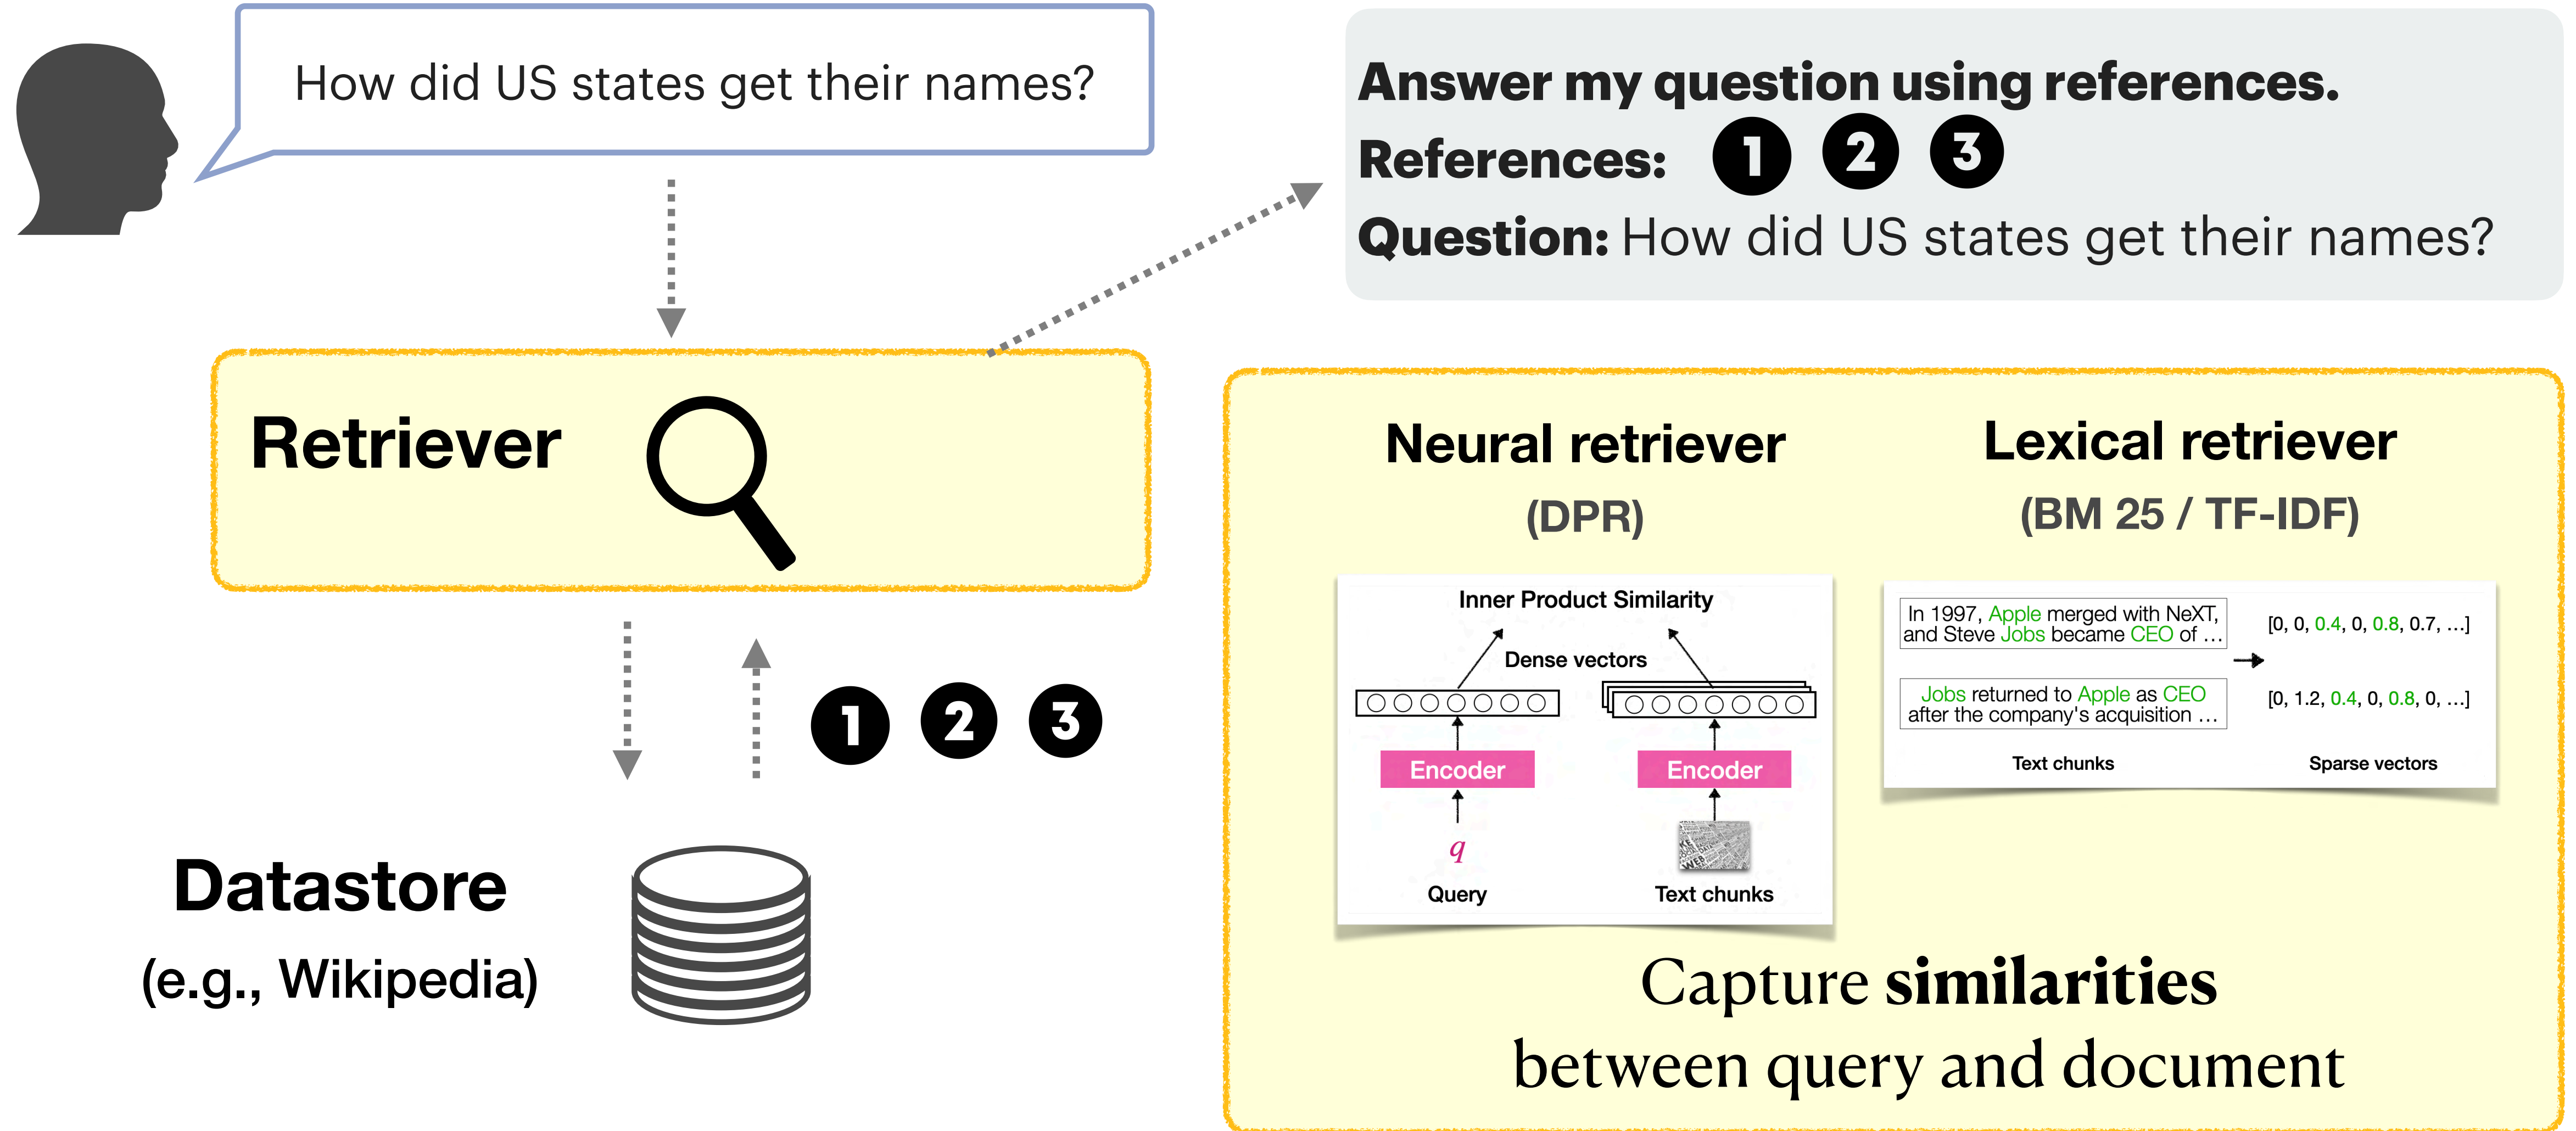 How did US states get their names?
Answer my question using references.
References: 1 2 3
Question: How did US states get their names?
Retriever
1 2 3
Datastore
(e.g., Wikipedia)
Neural retriever
(DPR)
Inner Product Similarity
Dense vectors
Encoder Encoder
q
Query Text chunks
Lexical retriever
(BM 25 / TF-IDF)
In 1997, Apple merged with NeXT,
and Steve Jobs became CEO of ...
[0, 0, 0.4, 0, 0.8, 0.7, ...]
Jobs returned to Apple as CEO
after the company's acquisition ...
[0, 1.2, 0.4, 0, 0.8, 0, ...]
Text chunks Sparse vectors
Capture similarities
between query and document